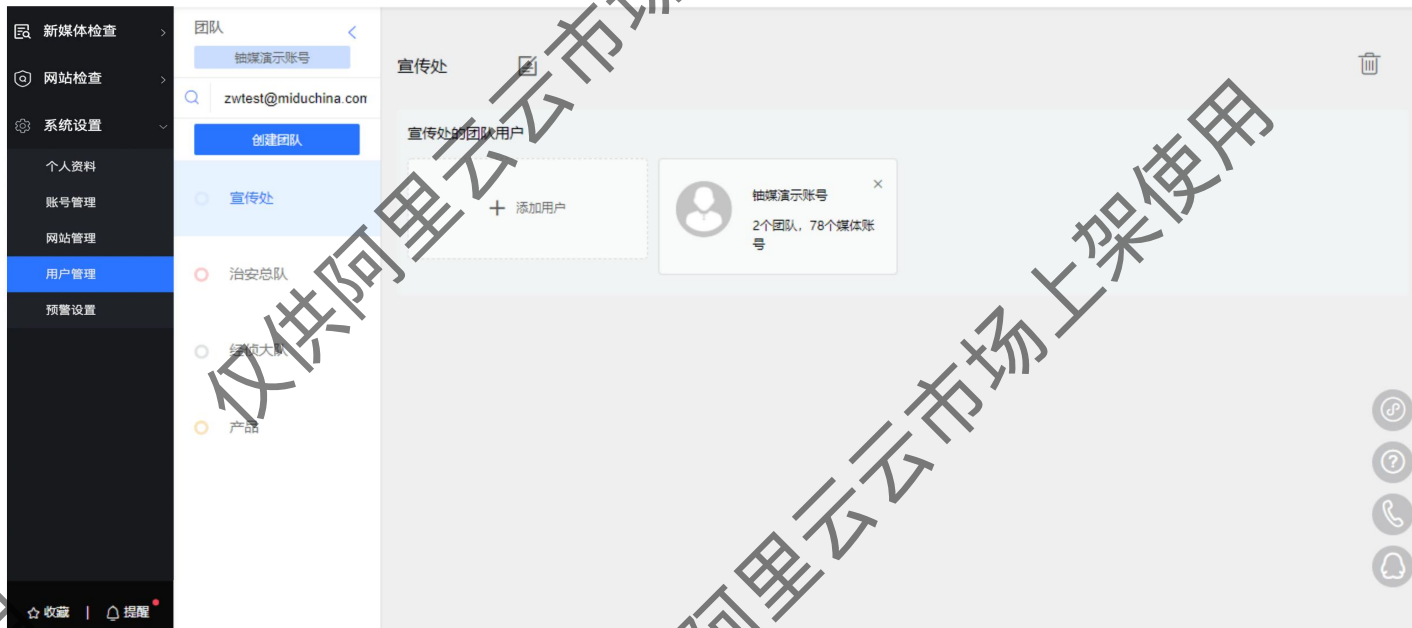 新媒体检查
网站检查
系统设置
个人资料
账号管理
网站管理
用户管理
预警设置
收藏 | 提醒
团队
铀媒演示账号
zwtest@miduchina.com
创建团队
宣传处
治安总队
经侦大队
产品
宣传处
宣传处的团队用户
添加用户
铀媒演示账号
2个团队，78个媒体账
号
仅供阿里云云市场
阿里云云市场上架使用